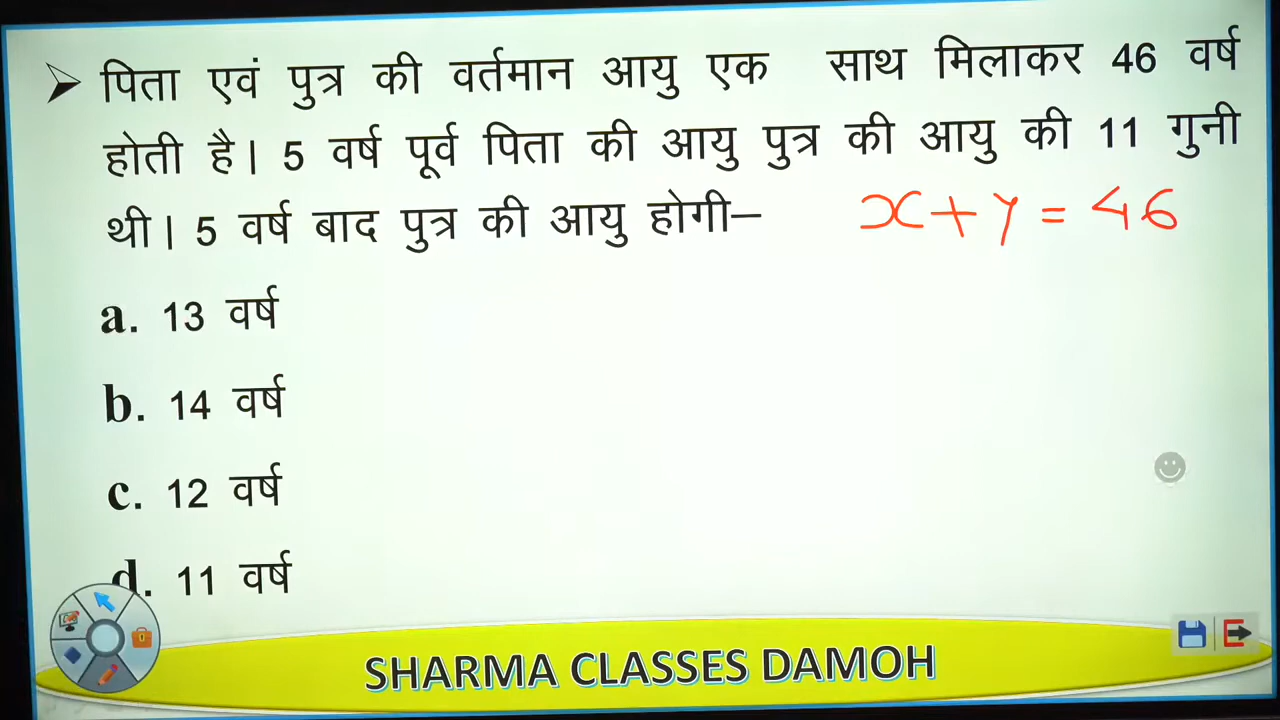 पिता एवं पुत्र की वर्तमान आयु एक साथ मिलाकर 46 वर्ष
होती है। 5 वर्ष पूर्व पिता की आयु पुत्र की आयु की 11 गुनी
थी। 5 वर्ष बाद पुत्र की आयु होगी–
x + y = 46
a. 13 वर्ष
b. 14 वर्ष
c. 12 वर्ष
d. 11 वर्ष
SHARMA CLASSES DAMOH